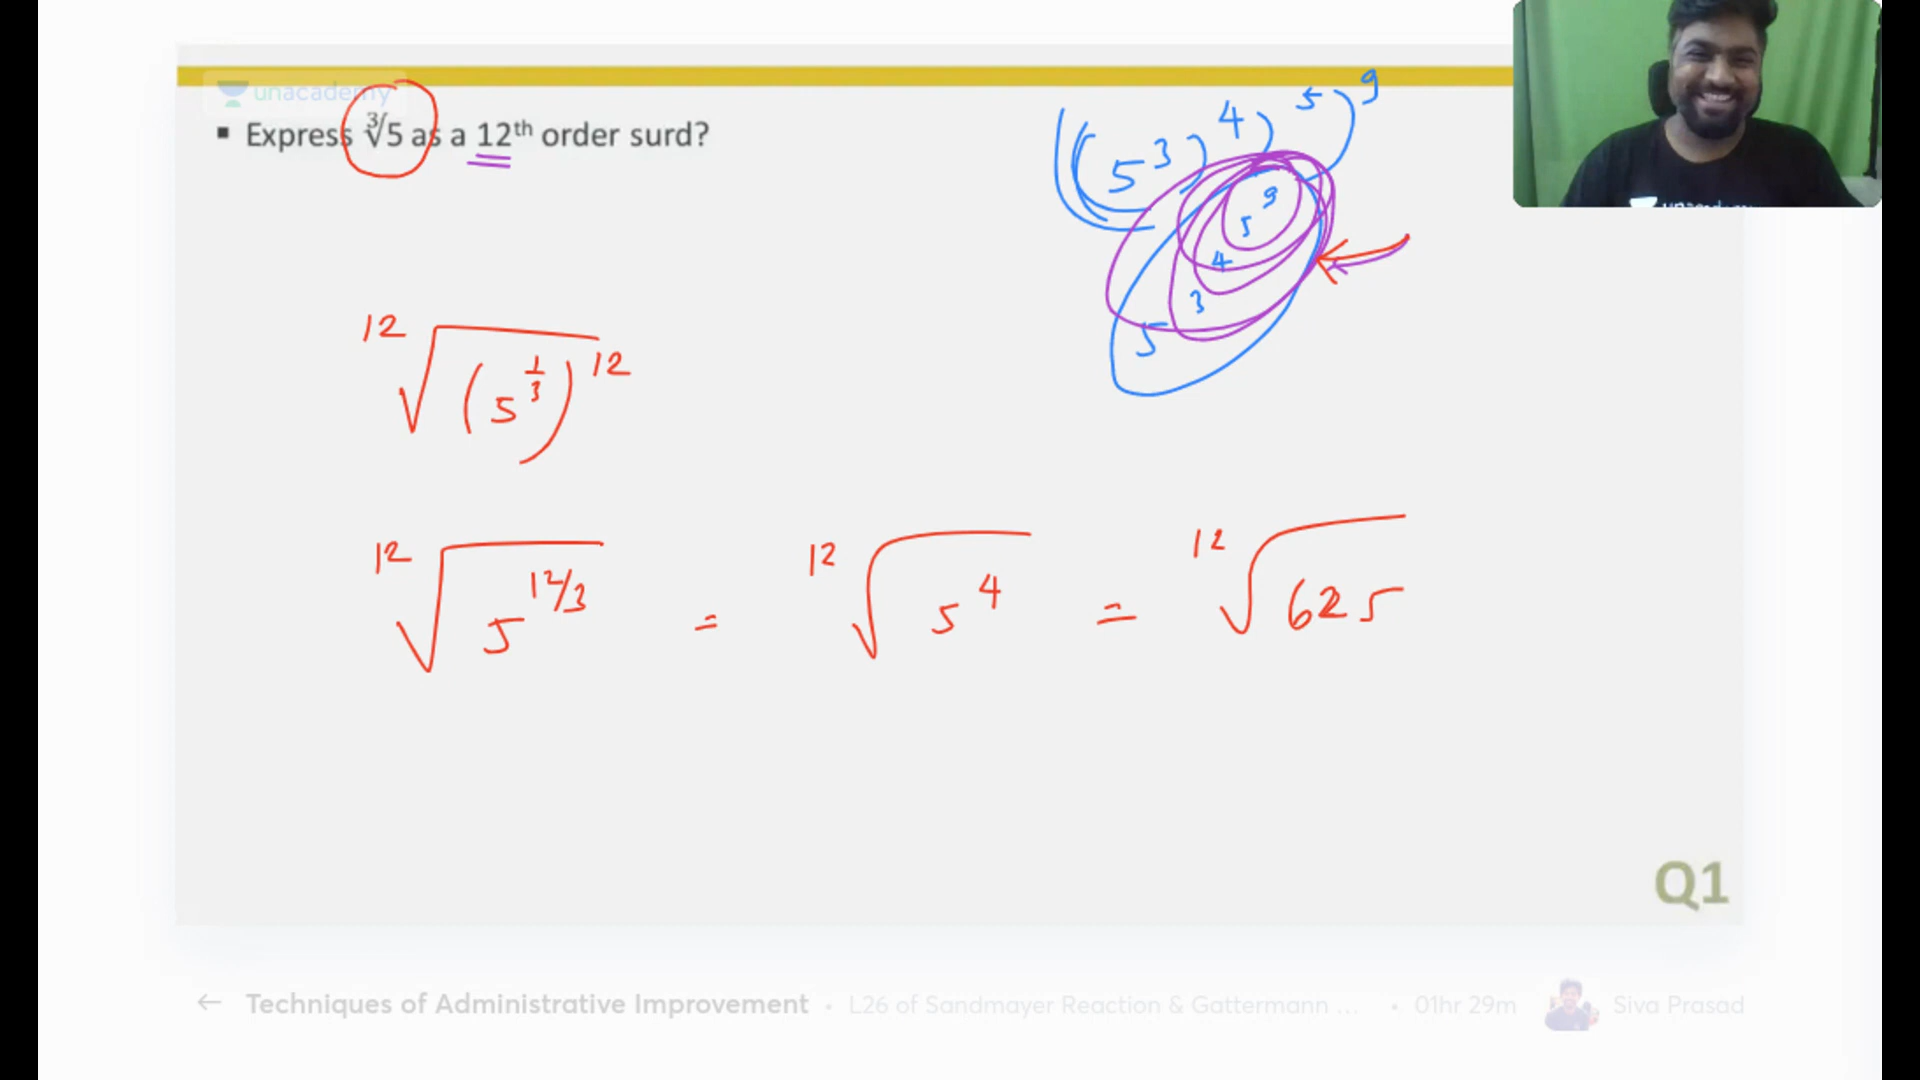 unacademy
▪ Express ∛5 as a 12th order surd?
(((5^3)^4)^5)^9
5^3^4^5^9
12√(5^(1/3))^12
12√5^(12/3) = 12√5^4 = 12√625
Q1
← Techniques of Administrative Improvement • L26 of Sandmayer Reaction & Gattermann ... • 01hr 29m Siva Prasad